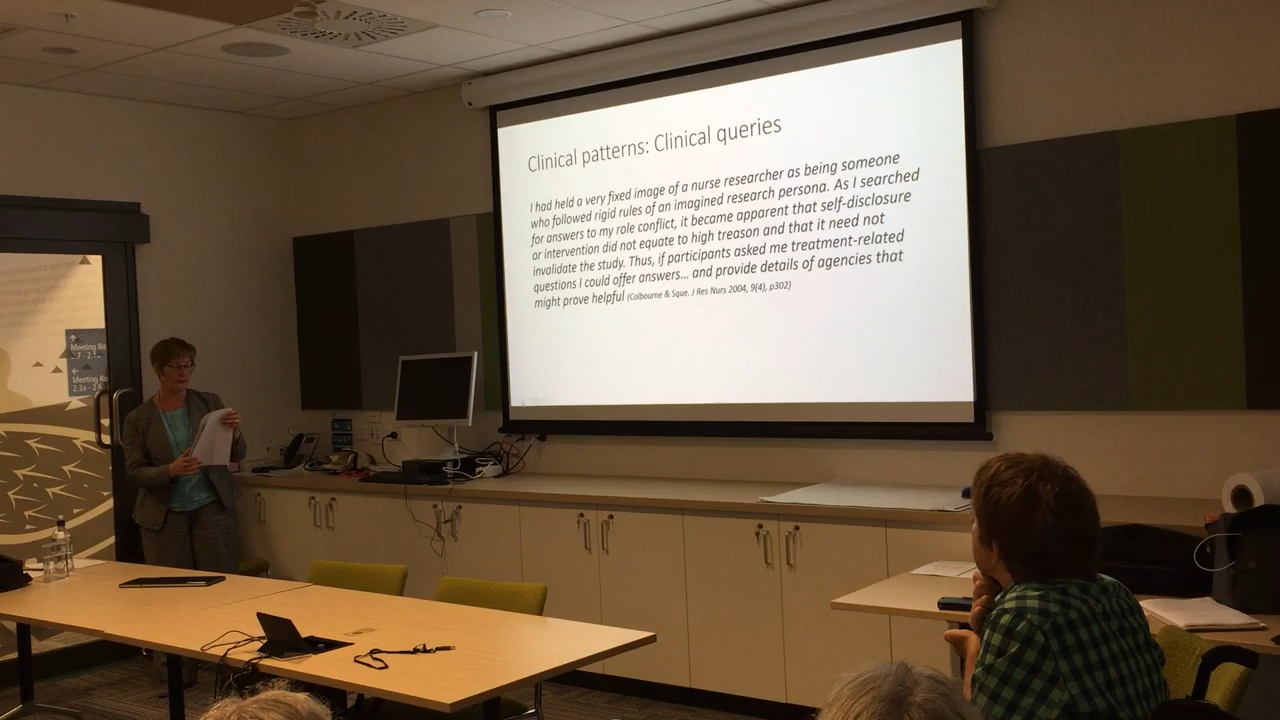 Clinical patterns: Clinical queries
I had held a very fixed image of a nurse researcher as being someone
who followed rigid rules of an imagined research persona. As I searched
for answers to my role conflict, it became apparent that self-disclosure
or intervention did not equate to high treason and that it need not
invalidate the study. Thus, if participants asked me treatment-related
questions I could offer answers... and provide details of agencies that
might prove helpful (Colbourne & Sque. J Res Nurs 2004, 9(4), p302)
Meeting Ro
Meeting Ro